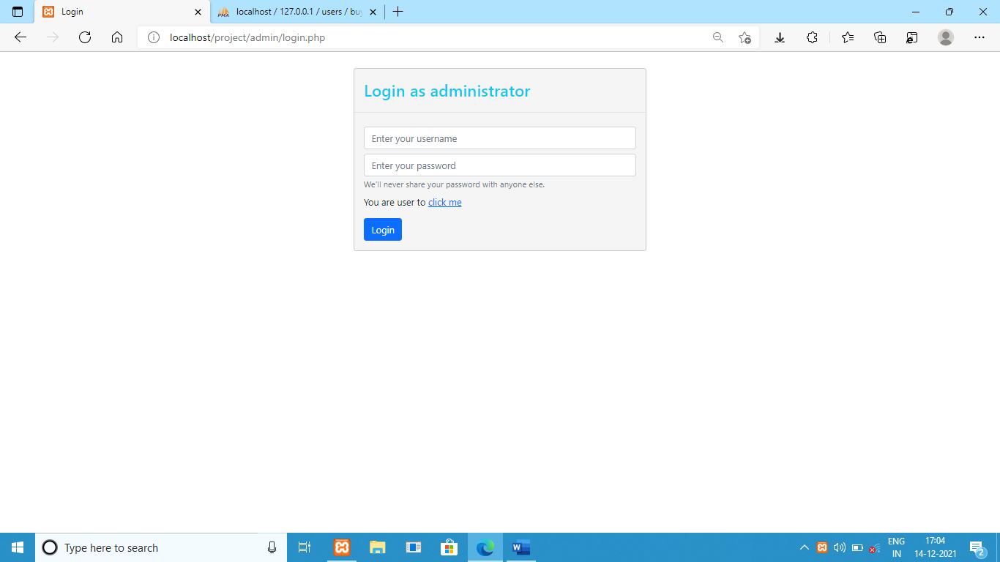 Login
localhost / 127.0.0.1 / users / bu
localhost/project/admin/login.php
Login as administrator
Enter your username
Enter your password
We'll never share your password with anyone else.
You are user to click me
Login
Type here to search
ENG
IN
17:04
14-12-2021
2